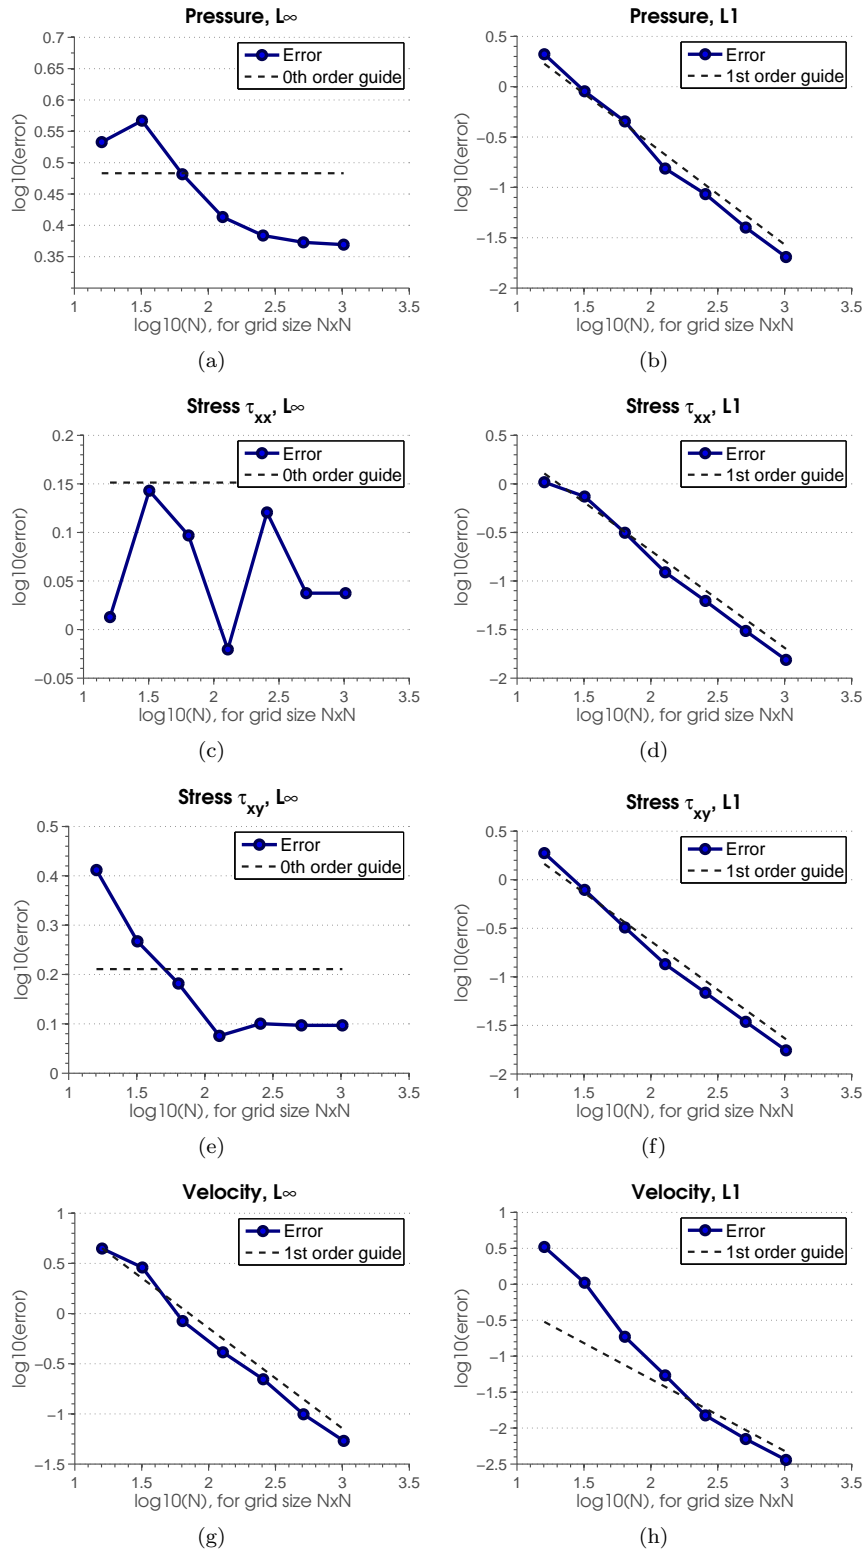 Pressure, L∞
0.7
0.65
0.6
0.55
0.5
0.45
0.4
0.35
log10(error)
Error
0th order guide
1 1.5 2 2.5 3 3.5
log10(N), for grid size NxN
(a)
Pressure, L1
0.5
0
−0.5
−1
−1.5
−2
log10(error)
Error
1st order guide
1 1.5 2 2.5 3 3.5
log10(N), for grid size NxN
(b)
Stress τxx, L∞
0.2
0.15
0.1
0.05
0
−0.05
log10(error)
Error
0th order guide
1 1.5 2 2.5 3 3.5
log10(N), for grid size NxN
(c)
Stress τxx, L1
0.5
0
−0.5
−1
−1.5
−2
log10(error)
Error
1st order guide
1 1.5 2 2.5 3 3.5
log10(N), for grid size NxN
(d)
Stress τxy, L∞
0.5
0.4
0.3
0.2
0.1
0
log10(error)
Error
0th order guide
1 1.5 2 2.5 3 3.5
log10(N), for grid size NxN
(e)
Stress τxy, L1
0.5
0
−0.5
−1
−1.5
−2
log10(error)
Error
1st order guide
1 1.5 2 2.5 3 3.5
log10(N), for grid size NxN
(f)
Velocity, L∞
1
0.5
0
−0.5
−1
−1.5
log10(error)
Error
1st order guide
1 1.5 2 2.5 3 3.5
log10(N), for grid size NxN
(g)
Velocity, L1
1
0.5
0
−0.5
−1
−1.5
−2
−2.5
log10(error)
Error
1st order guide
1 1.5 2 2.5 3 3.5
log10(N), for grid size NxN
(h)